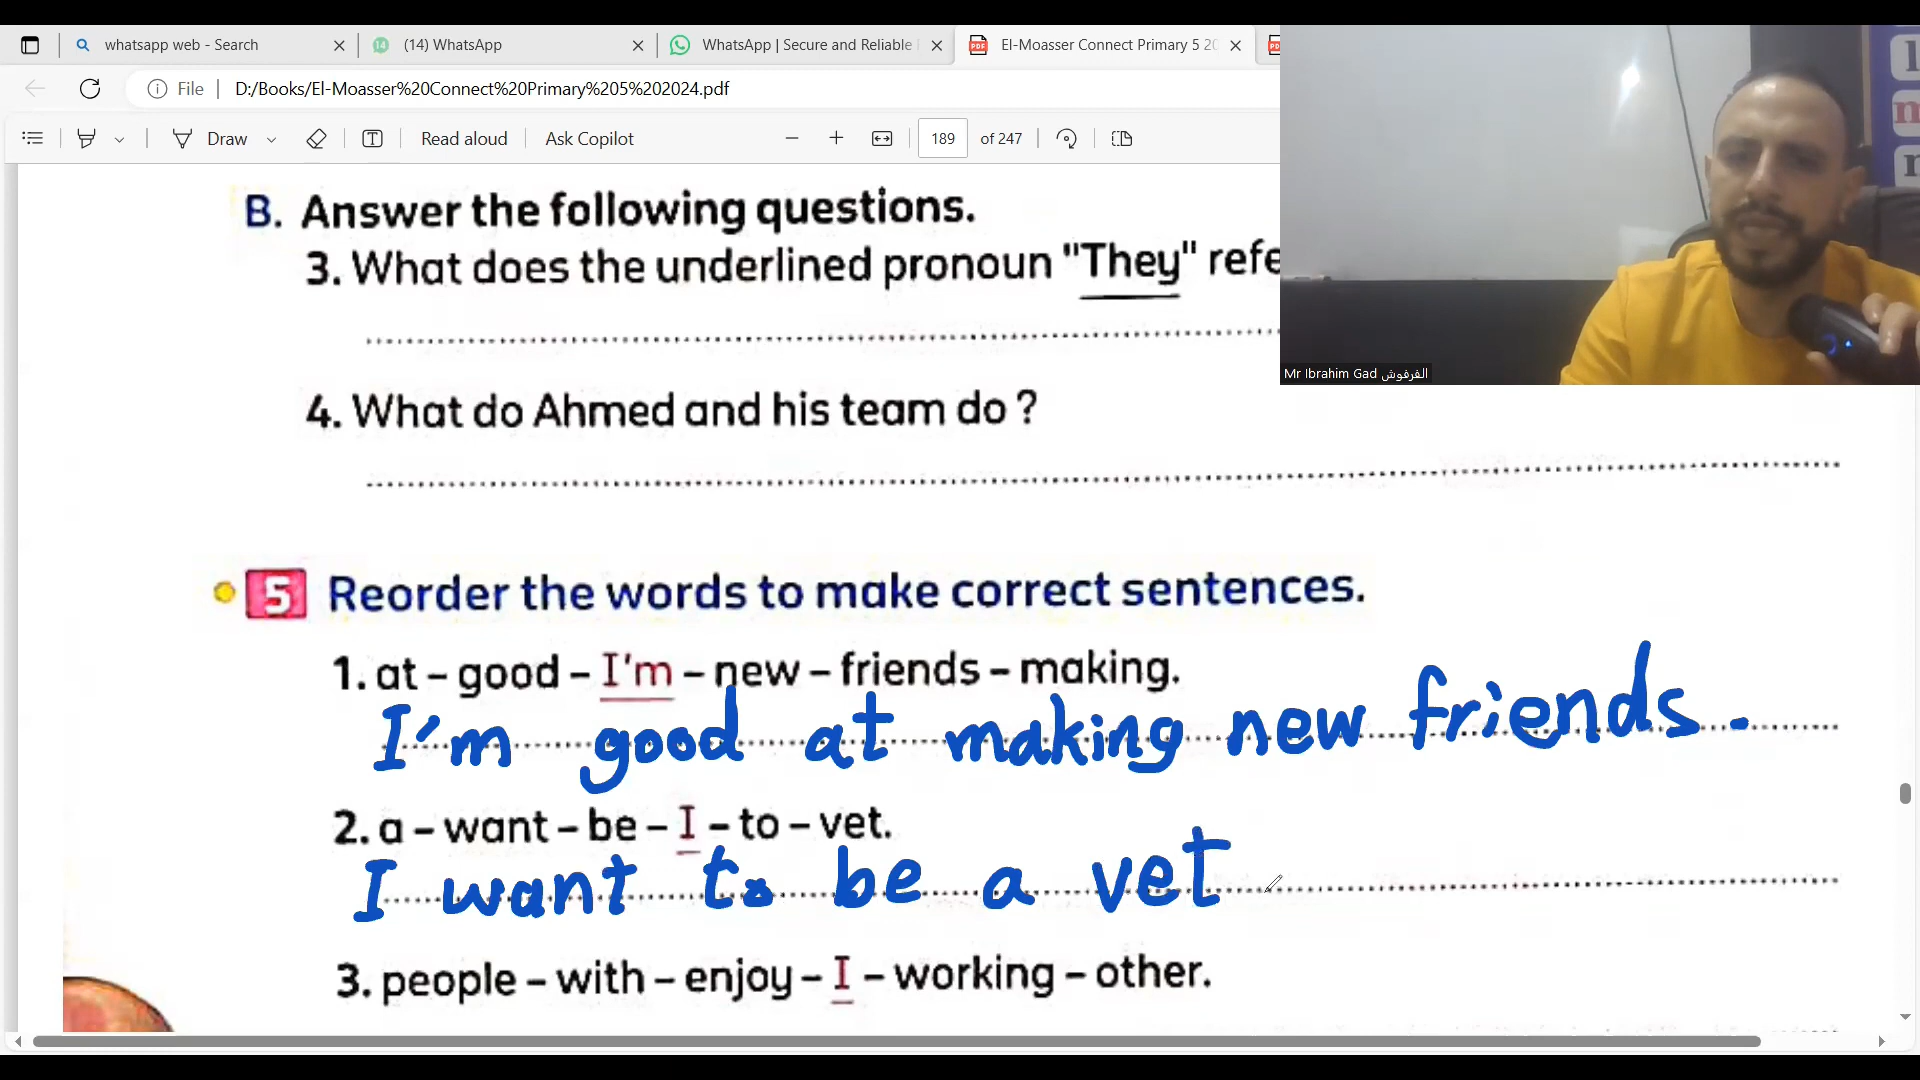 whatsapp web - Search
(14) WhatsApp
WhatsApp | Secure and Reliable
El-Moasser Connect Primary 5 20
File
D:/Books/El-Moasser%20Connect%20Primary%205%202024.pdf
Draw
Read aloud
Ask Copilot
189 of 247
Mr Ibrahim Gad الفرفوش
B. Answer the following questions.
3. What does the underlined pronoun "They" refe
4. What do Ahmed and his team do ?
5 Reorder the words to make correct sentences.
1. at – good – I'm – new – friends – making.
I'm good at making new friends.
2. a – want – be – I – to – vet.
I want to be a vet
3. people – with – enjoy – I – working – other.